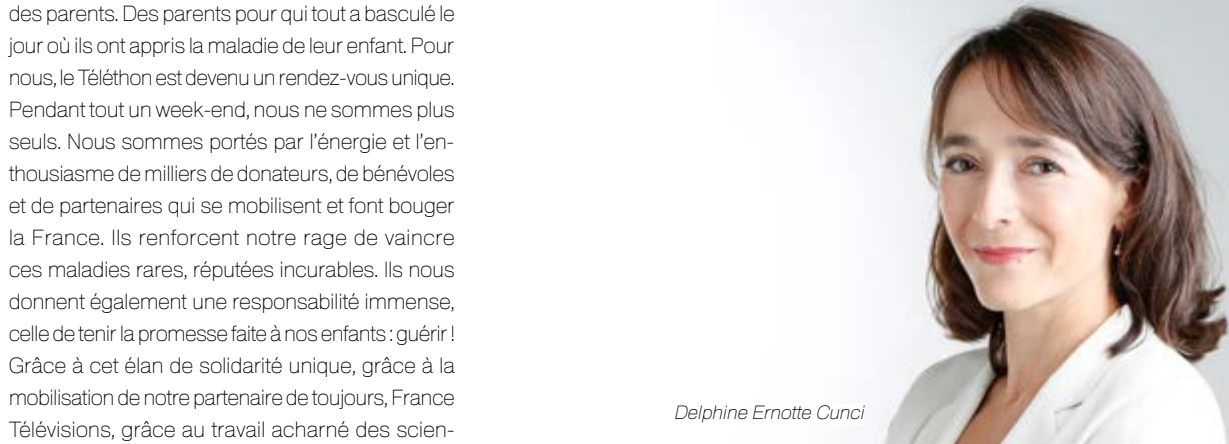 des parents. Des parents pour qui tout a basculé le
jour où ils ont appris la maladie de leur enfant. Pour
nous, le Téléthon est devenu un rendez-vous unique.
Pendant tout un week-end, nous ne sommes plus
seuls. Nous sommes portés par l'énergie et l'en-
thousiasme de milliers de donateurs, de bénévoles
et de partenaires qui se mobilisent et font bouger
la France. Ils renforcent notre rage de vaincre
ces maladies rares, réputées incurables. Ils nous
donnent également une responsabilité immense,
celle de tenir la promesse faite à nos enfants : guérir !
Grâce à cet élan de solidarité unique, grâce à la
mobilisation de notre partenaire de toujours, France
Télévisions, grâce au travail acharné des scien-
Delphine Ernotte Cunci